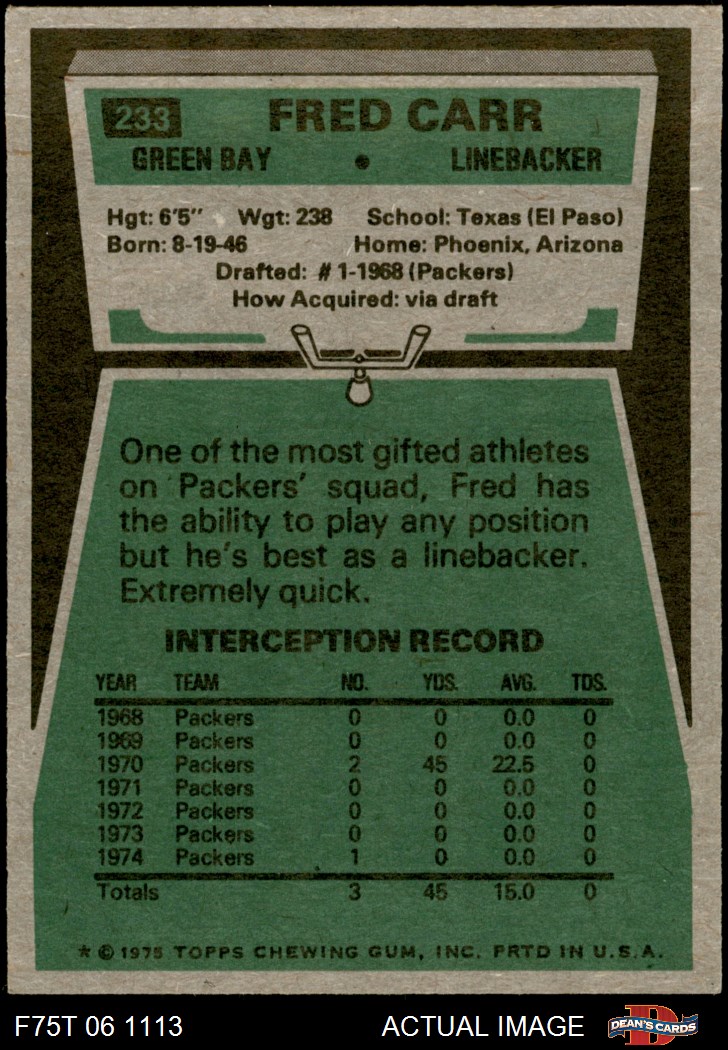 233 FRED CARR
GREEN BAY • LINEBACKER
Hgt: 6'5" Wgt: 238 School: Texas (El Paso)
Born: 8-19-46 Home: Phoenix, Arizona
Drafted: #1-1968 (Packers)
How Acquired: via draft
One of the most gifted athletes
on Packers' squad, Fred has
the ability to play any position
but he's best as a linebacker.
Extremely quick.
INTERCEPTION RECORD
YEAR TEAM NO. YDS. AVG. TDS.
1968 Packers 0 0 0.0 0
1969 Packers 0 0 0.0 0
1970 Packers 2 45 22.5 0
1971 Packers 0 0 0.0 0
1972 Packers 0 0 0.0 0
1973 Packers 0 0 0.0 0
1974 Packers 1 0 0.0 0
Totals 3 45 15.0 0
* © 1975 TOPPS CHEWING GUM, INC. PRTD IN U.S.A.
F75T 06 1113 ACTUAL IMAGE D DEAN'S CARDS